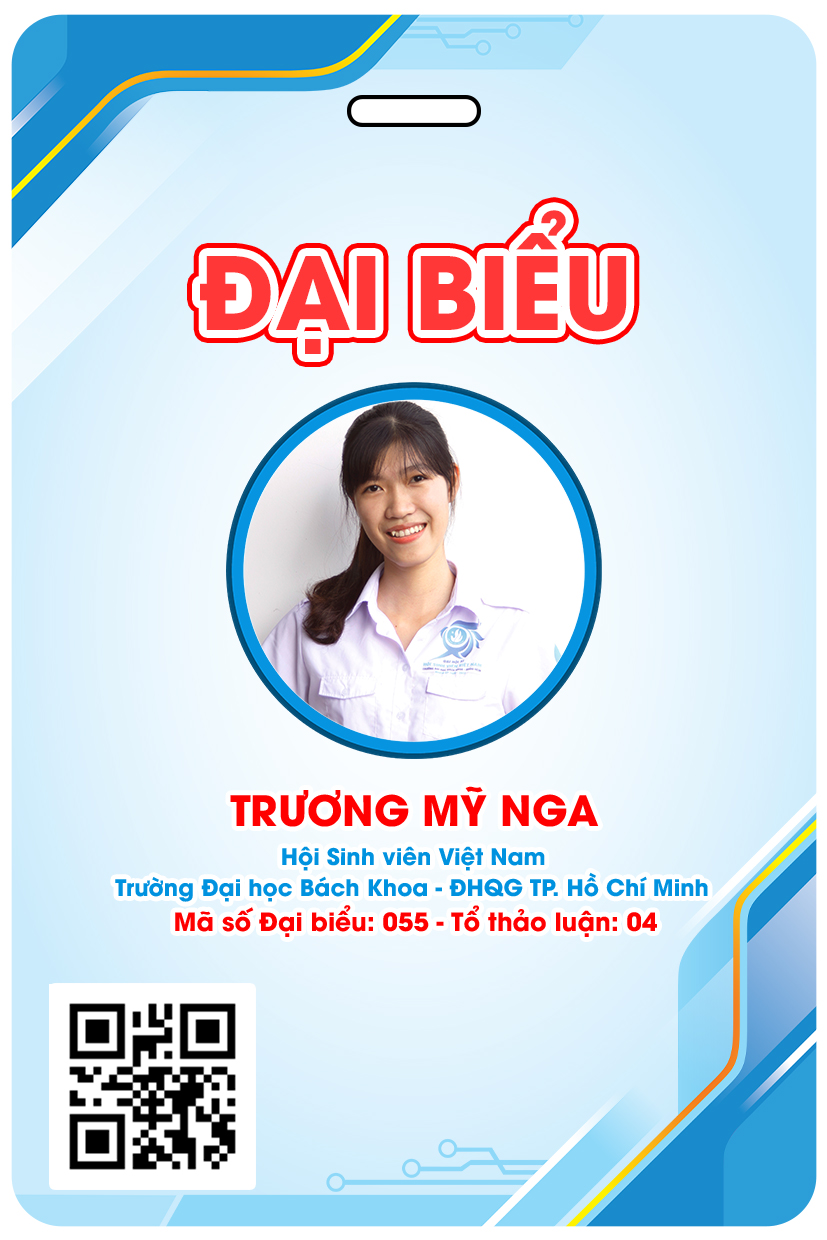 ĐẠI BIỂU
TRƯƠNG MỸ NGA
Hội Sinh viên Việt Nam
Trường Đại học Bách Khoa - ĐHQG TP. Hồ Chí Minh
Mã số Đại biểu: 055 - Tổ thảo luận: 04